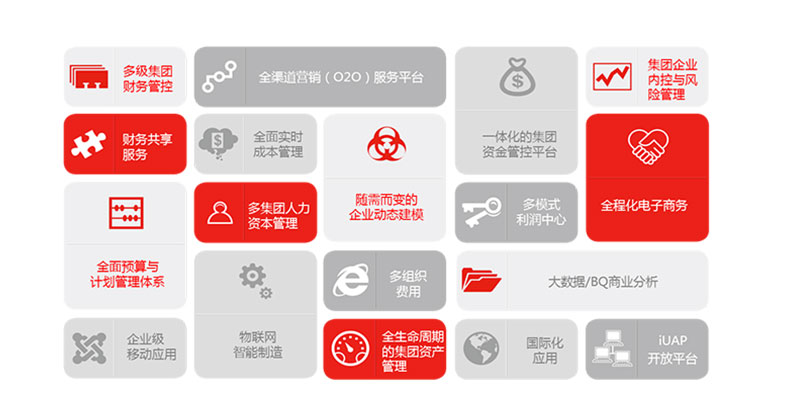 多级集团
财务管控
全渠道营销（O2O）服务平台
一体化的集团
资金管控平台
集团企业
内控与风
险管理
财务共享
服务
全面实时
成本管理
随需而变的
企业动态建模
全程化电子商务
全面预算与
计划管理体系
多集团人力
资本管理
多模式
利润中心
物联网
智能制造
多组织
费用
大数据/BQ商业分析
企业级
移动应用
全生命周期
的集团资产
管理
国际化
应用
iUAP
开放平台